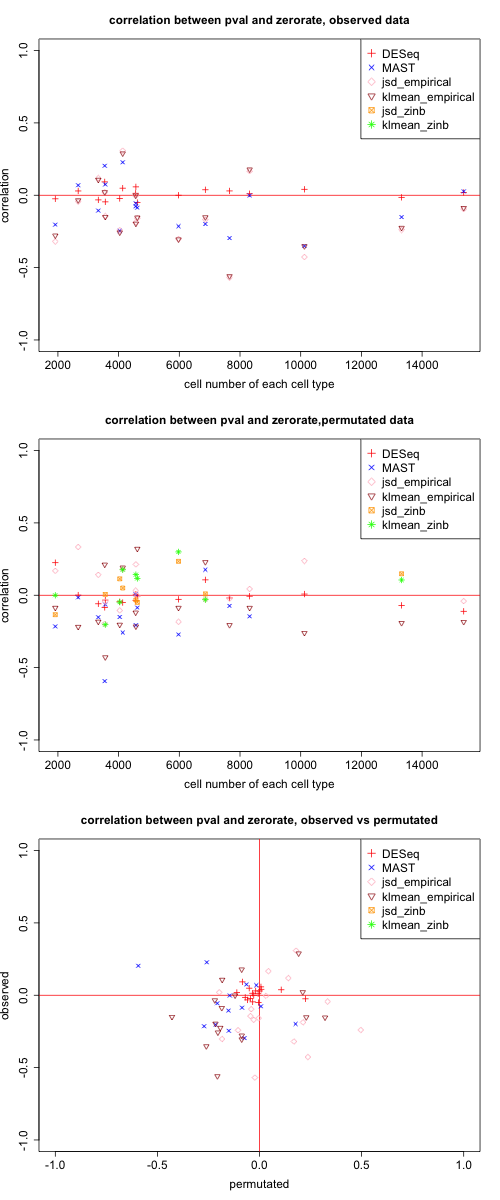 correlation between pval and zerorate, observed data
1.0
0.5
0.0
-0.5
-1.0
correlation
DESeq
MAST
jsd_empirical
klmean_empirical
jsd_zinb
klmean_zinb
2000 4000 6000 8000 10000 12000 14000
cell number of each cell type
correlation between pval and zerorate,permutated data
1.0
0.5
0.0
-0.5
-1.0
correlation
DESeq
MAST
jsd_empirical
klmean_empirical
jsd_zinb
klmean_zinb
2000 4000 6000 8000 10000 12000 14000
cell number of each cell type
correlation between pval and zerorate, observed vs permutated
1.0
0.5
0.0
-0.5
-1.0
observed
DESeq
MAST
jsd_empirical
klmean_empirical
jsd_zinb
klmean_zinb
-1.0 -0.5 0.0 0.5 1.0
permutated